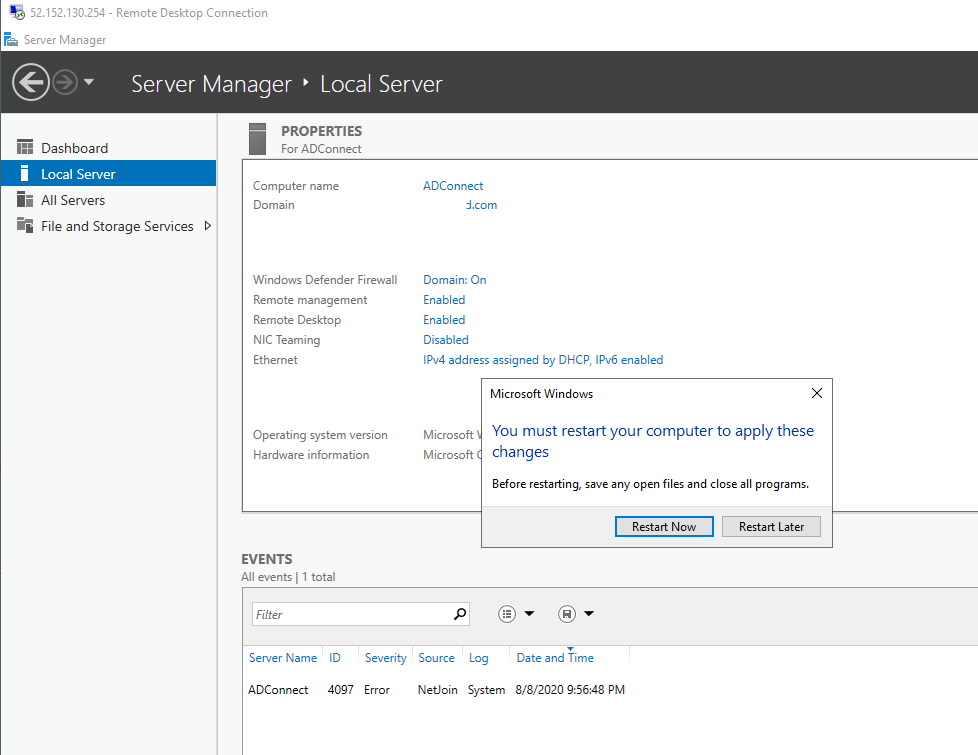 52.152.130.254 - Remote Desktop Connection
Server Manager
Server Manager Local Server
Dashboard
Local Server
All Servers
File and Storage Services
PROPERTIES
For ADConnect
Computer name ADConnect
Domain d.com
Windows Defender Firewall Domain: On
Remote management Enabled
Remote Desktop Enabled
NIC Teaming Disabled
Ethernet IPv4 address assigned by DHCP, IPv6 enabled
Operating system version Microsoft
Hardware information Microsoft
Microsoft Windows
You must restart your computer to apply these
changes
Before restarting, save any open files and close all programs.
Restart Now Restart Later
EVENTS
All events | 1 total
Filter
Server Name ID Severity Source Log Date and Time
ADConnect 4097 Error NetJoin System 8/8/2020 9:56:48 PM